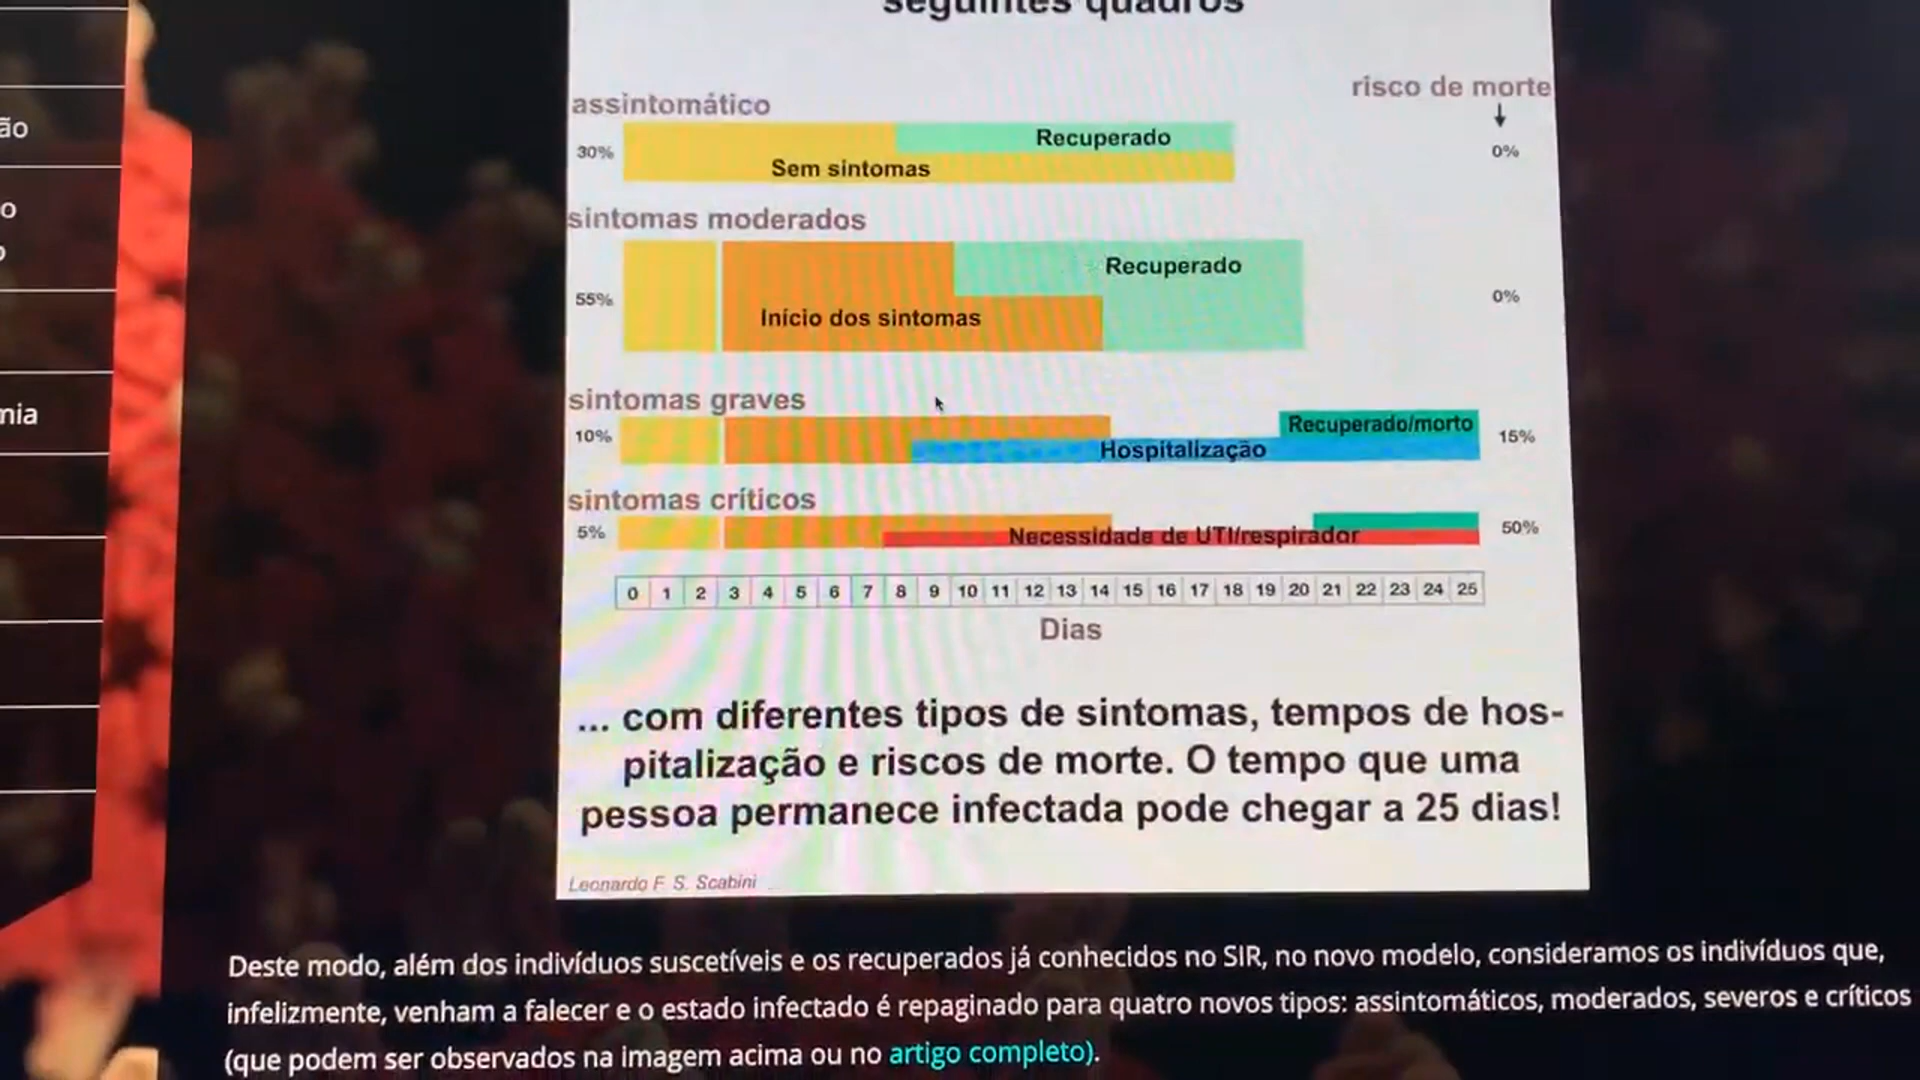 seguintes quadros
risco de morte
assintomático
30%
Recuperado
Sem sintomas
0%
sintomas moderados
55%
Recuperado
Início dos sintomas
0%
sintomas graves
10%
Recuperado/morto
Hospitalização
15%
sintomas críticos
5%
Necessidade de UTI/respirador
50%
0 1 2 3 4 5 6 7 8 9 10 11 12 13 14 15 16 17 18 19 20 21 22 23 24 25
Dias
... com diferentes tipos de sintomas, tempos de hos-
pitalização e riscos de morte. O tempo que uma
pessoa permanece infectada pode chegar a 25 dias!
Leonardo F. S. Scabini
Deste modo, além dos indivíduos suscetíveis e os recuperados já conhecidos no SIR, no novo modelo, consideramos os indivíduos que,
infelizmente, venham a falecer e o estado infectado é repaginado para quatro novos tipos: assintomáticos, moderados, severos e críticos
(que podem ser observados na imagem acima ou no artigo completo).